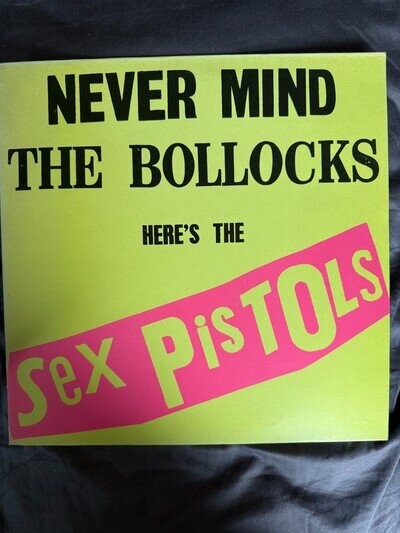 NEVER MIND
THE BOLLOCKS
HERE'S THE
Sex PiSTOLS